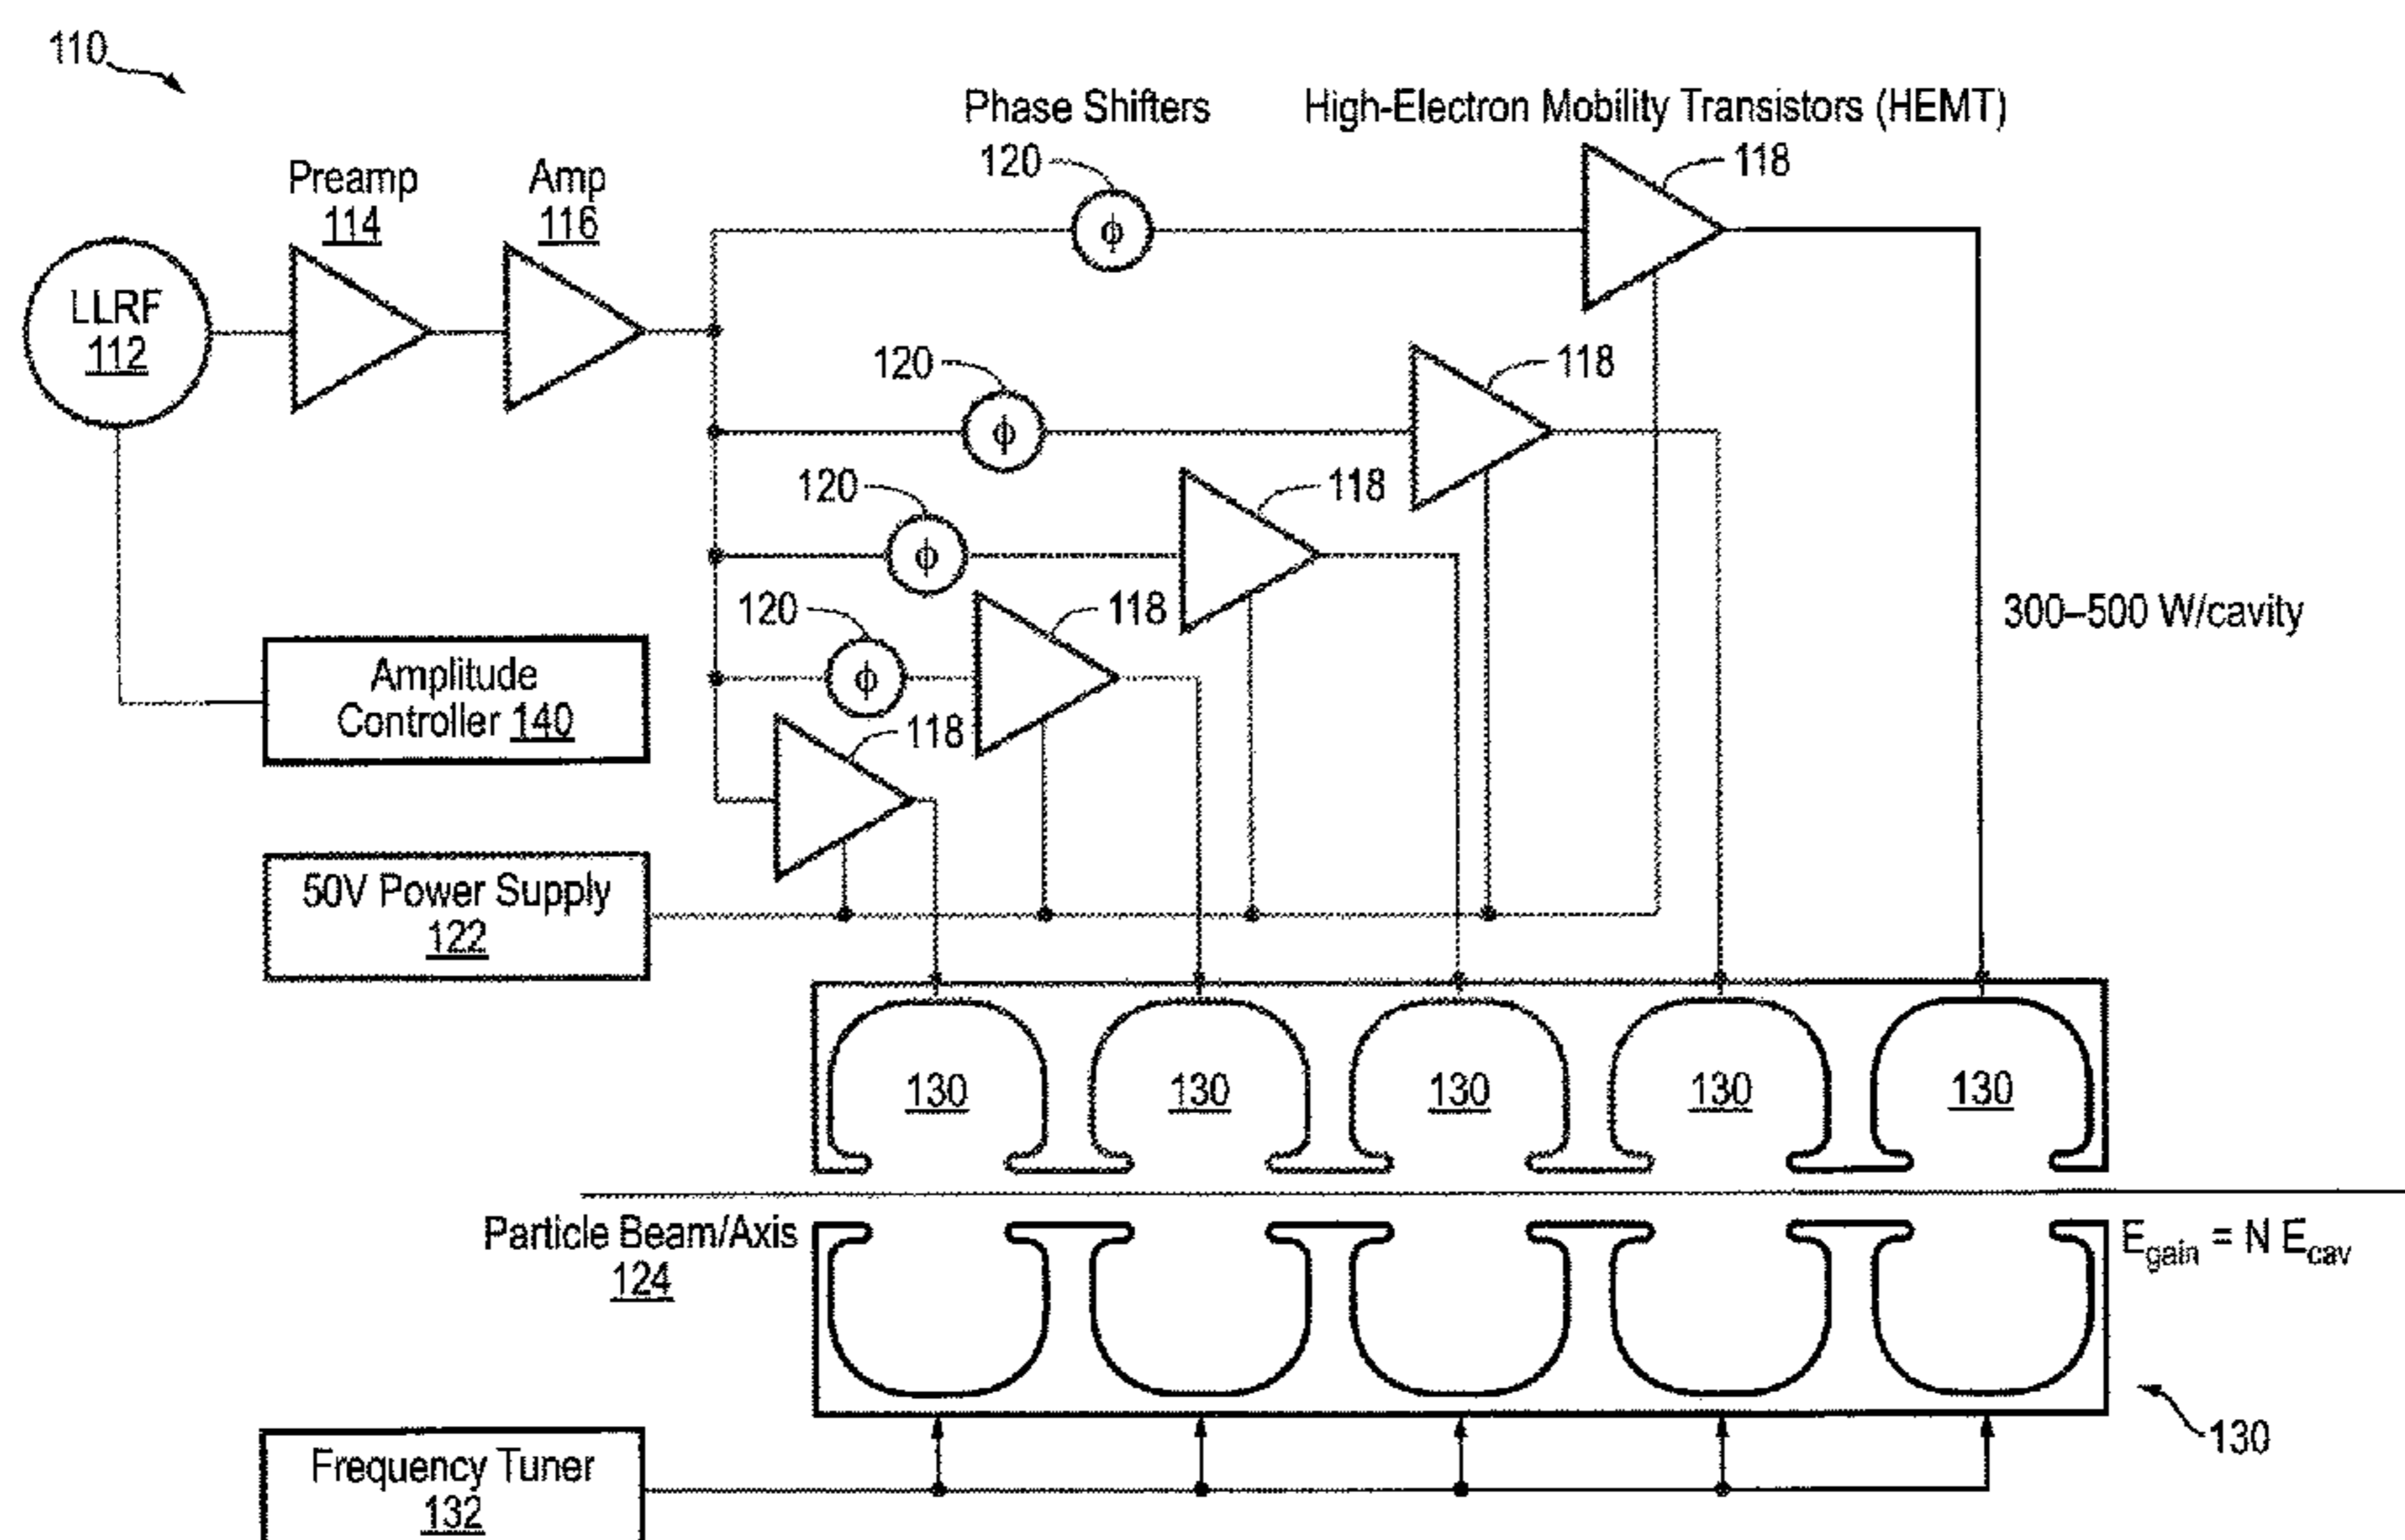 110
Phase Shifters
High-Electron Mobility Transistors (HEMT)
120
118
Preamp
114
Amp
116
LLRF
112
120
ϕ
118
ϕ
120
118
ϕ
120
118
ϕ
300–500 W/cavity
Amplitude
Controller 140
118
50V Power Supply
122
130
130
130
130
130
Particle Beam/Axis
124
E_gain = N E_cav
130
Frequency Tuner
132